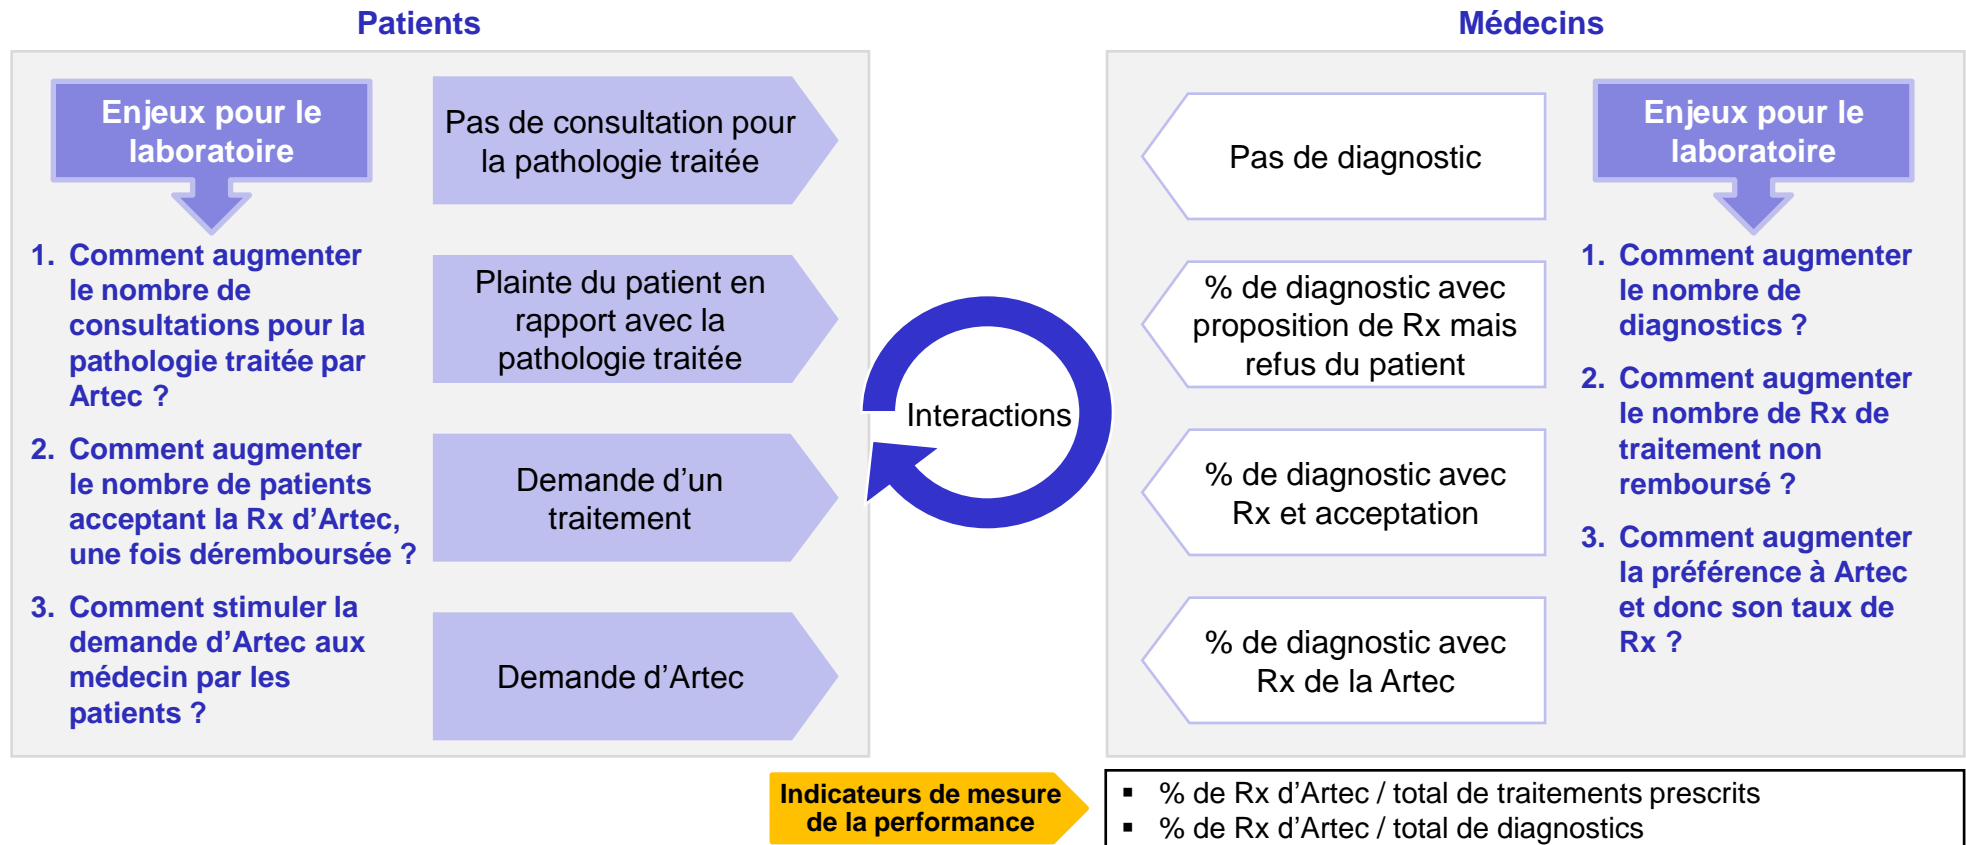 Patients
Enjeux pour le
laboratoire
1. Comment augmenter
le nombre de
consultations pour la
pathologie traitée par
Artec ?
2. Comment augmenter
le nombre de patients
acceptant la Rx d’Artec,
une fois déremboursée ?
3. Comment stimuler la
demande d’Artec aux
médecin par les
patients ?
Pas de consultation pour
la pathologie traitée
Plainte du patient en
rapport avec la
pathologie traitée
Demande d’un
traitement
Demande d’Artec
Interactions
Médecins
Pas de diagnostic
% de diagnostic avec
proposition de Rx mais
refus du patient
% de diagnostic avec
Rx et acceptation
% de diagnostic avec
Rx de la Artec
Enjeux pour le
laboratoire
1. Comment augmenter
le nombre de
diagnostics ?
2. Comment augmenter
le nombre de Rx de
traitement non
remboursé ?
3. Comment augmenter
la préférence à Artec
et donc son taux de
Rx ?
Indicateurs de mesure
de la performance
▪ % de Rx d’Artec / total de traitements prescrits
▪ % de Rx d’Artec / total de diagnostics